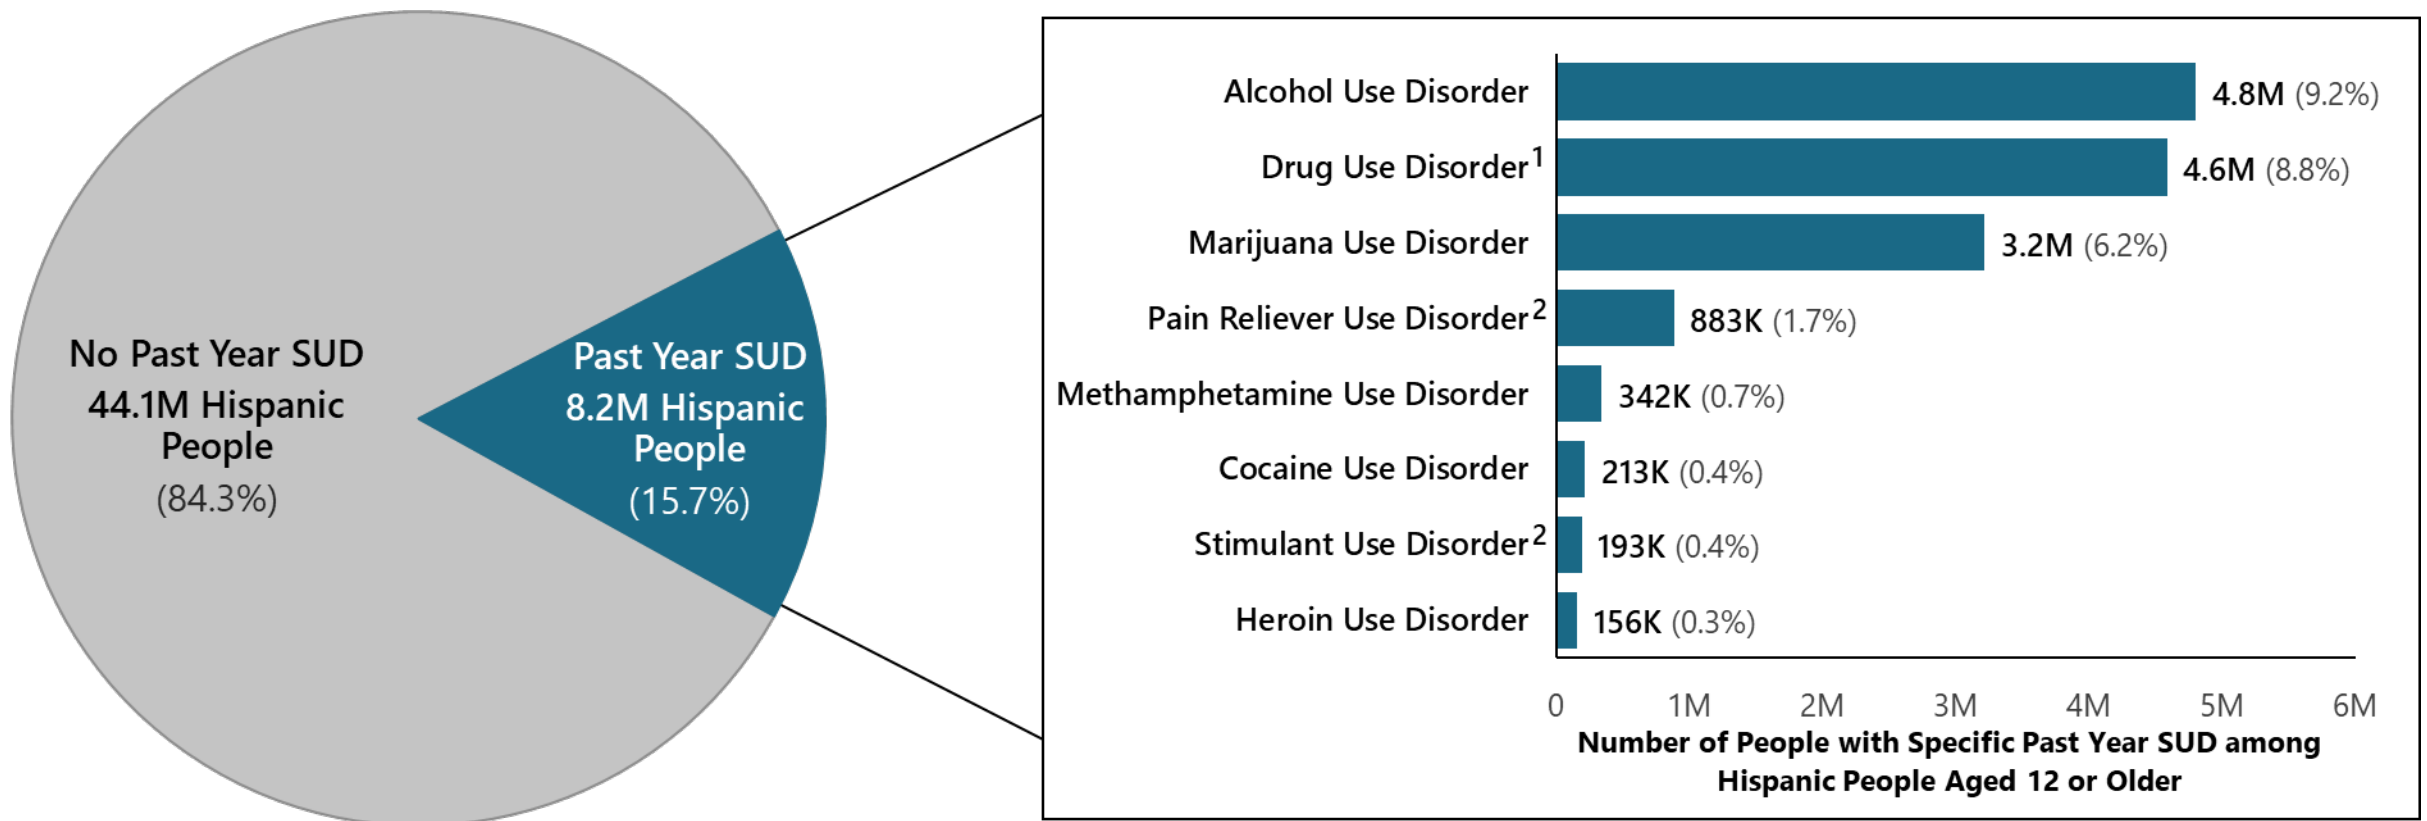 No Past Year SUD
44.1M Hispanic
People
(84.3%)
Past Year SUD
8.2M Hispanic
People
(15.7%)
Alcohol Use Disorder 4.8M (9.2%)
Drug Use Disorder¹ 4.6M (8.8%)
Marijuana Use Disorder 3.2M (6.2%)
Pain Reliever Use Disorder² 883K (1.7%)
Methamphetamine Use Disorder 342K (0.7%)
Cocaine Use Disorder 213K (0.4%)
Stimulant Use Disorder² 193K (0.4%)
Heroin Use Disorder 156K (0.3%)
0 1M 2M 3M 4M 5M 6M
Number of People with Specific Past Year SUD among
Hispanic People Aged 12 or Older